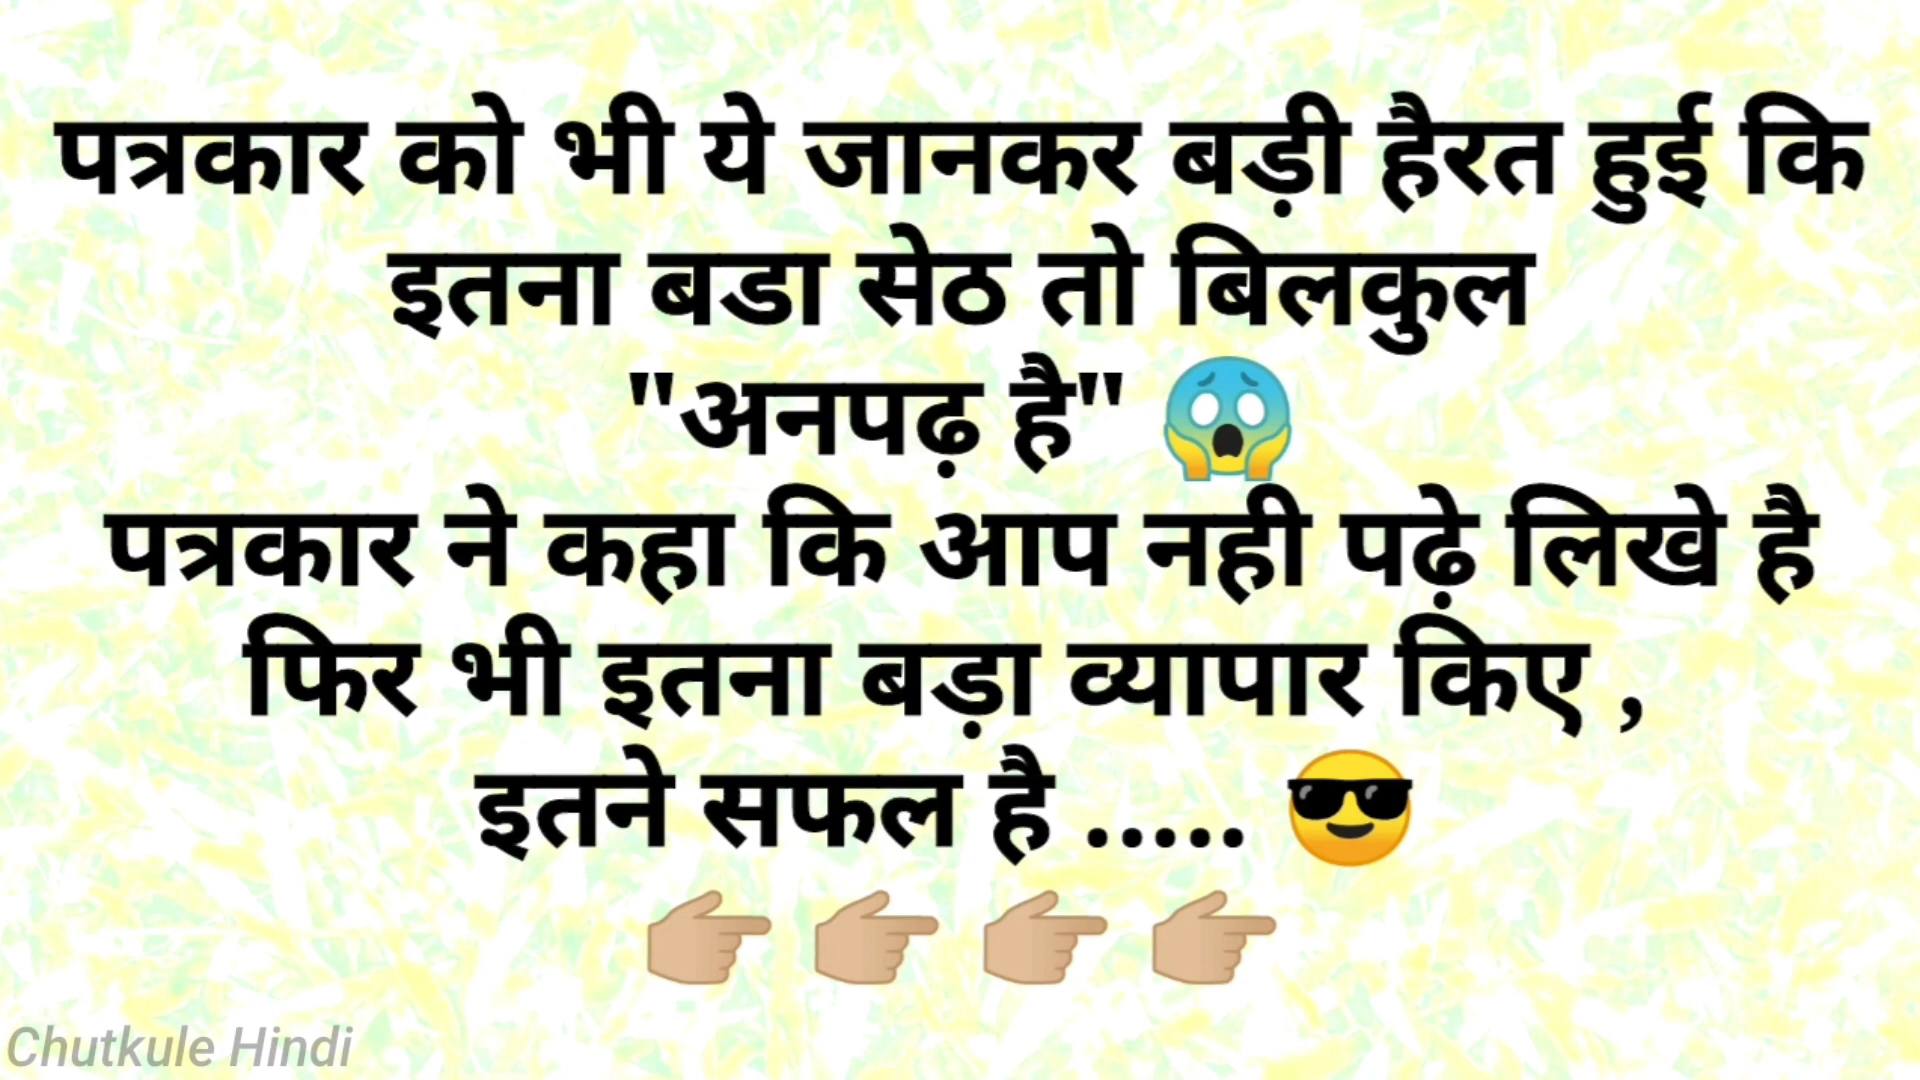 पत्रकार को भी ये जानकर बड़ी हैरत हुई कि
इतना बडा सेठ तो बिलकुल
"अनपढ़ है" 😱
पत्रकार ने कहा कि आप नही पढ़े लिखे है
फिर भी इतना बड़ा व्यापार किए ,
इतने सफल है ..... 😎
👉🏼 👉🏼 👉🏼 👉🏼
Chutkule Hindi